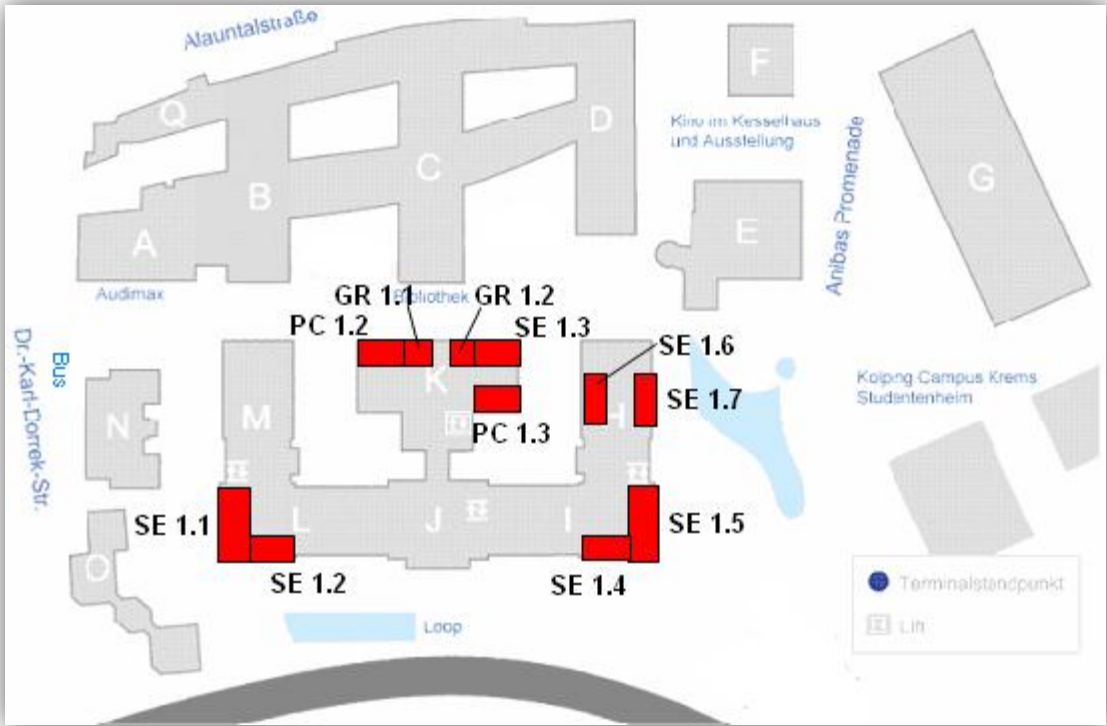 Alauntalstraße
F
Q
D
Kino im Kesselhaus
und Ausstellung
C
G
B
Anibas Promenade
A
E
Audimax
Bibliothek
GR 1.1
GR 1.2
PC 1.2
SE 1.3
SE 1.6
Bus
Dr.-Karl-Dorrek-Str.
K
Kolping Campus Krems
Studentenheim
SE 1.7
N
M
H
PC 1.3
SE 1.1
L
J
I
SE 1.5
O
SE 1.2
SE 1.4
Terminalstandpunkt
Loop
Lift